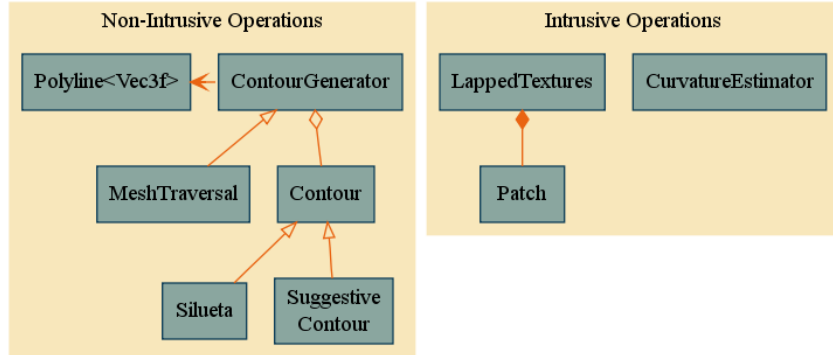 Non-Intrusive Operations
Polyline<Vec3f>
ContourGenerator
MeshTraversal
Contour
Silueta
Suggestive
Contour
Intrusive Operations
LappedTextures
CurvatureEstimator
Patch